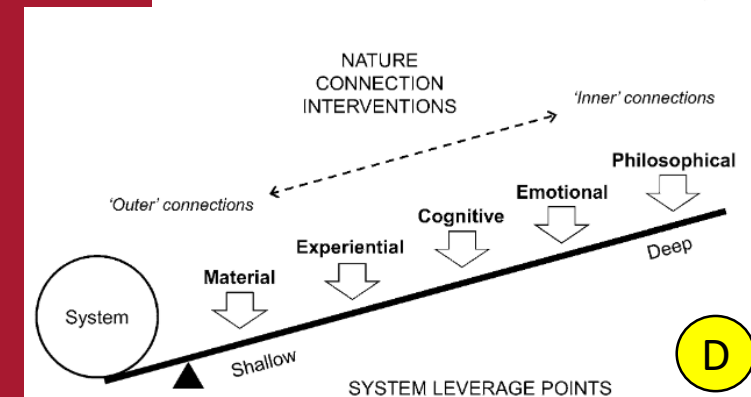 NATURE
CONNECTION
INTERVENTIONS
‘Inner’ connections
Philosophical
‘Outer’ connections
Emotional
Cognitive
Experiential
Deep
Material
System
Shallow
D
SYSTEM LEVERAGE POINTS